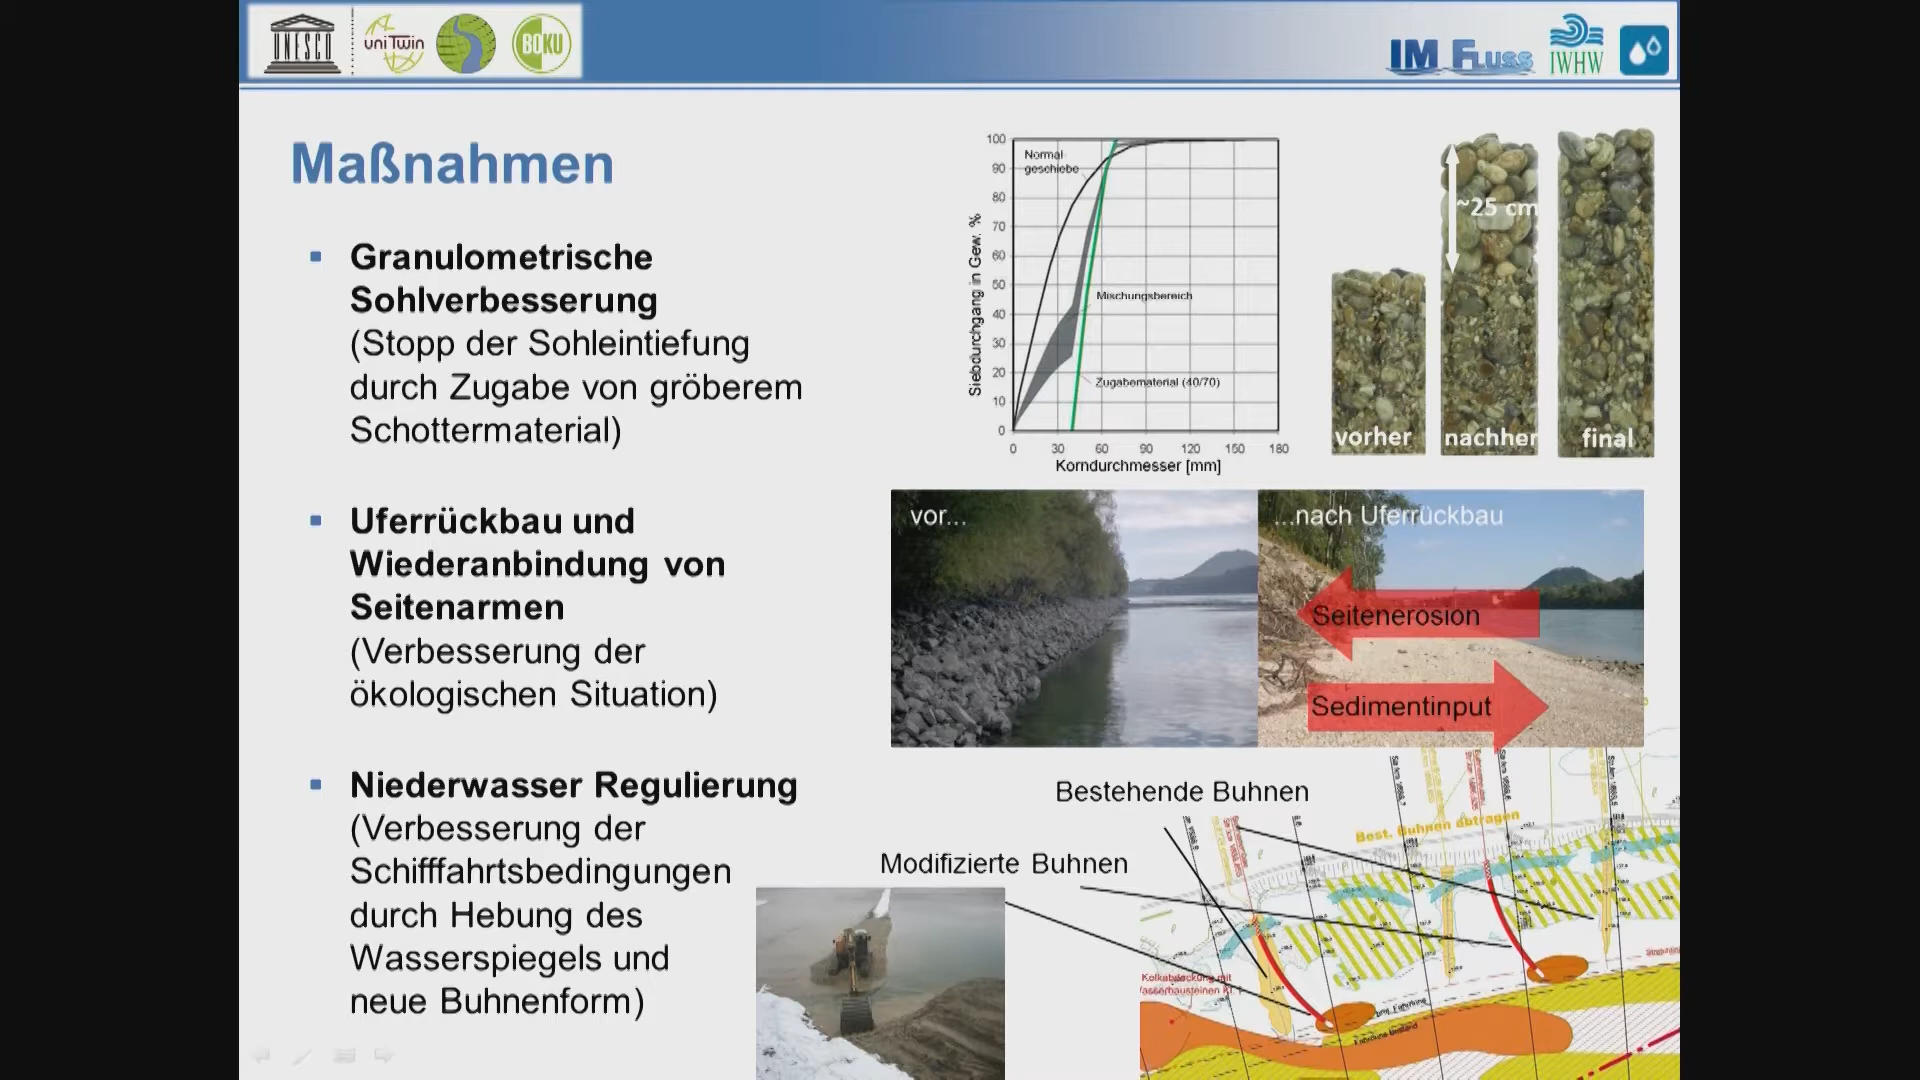 UNESCO
uniTwin
BOKU
IM Fluss
IWHW
Maßnahmen
Granulometrische
Sohlverbesserung
(Stopp der Sohleintiefung
durch Zugabe von gröberem
Schottermaterial)
Uferrückbau und
Wiederanbindung von
Seitenarmen
(Verbesserung der
ökologischen Situation)
Niederwasser Regulierung
(Verbesserung der
Schifffahrtsbedingungen
durch Hebung des
Wasserspiegels und
neue Buhnenform)
Siebdurchgang in Gew. %
100
90
80
70
60
50
40
30
20
10
0
Normal
geschiebe
Mischungsbereich
Zugabematerial (40/70)
0 30 60 90 120 150 180
Korndurchmesser [mm]
~25 cm
vorher
nachher
final
vor...
...nach Uferrückbau
Seitenerosion
Sedimentinput
Bestehende Buhnen
Modifizierte Buhnen
Best. Buhnen abtragen
Kolkabdeckung mit